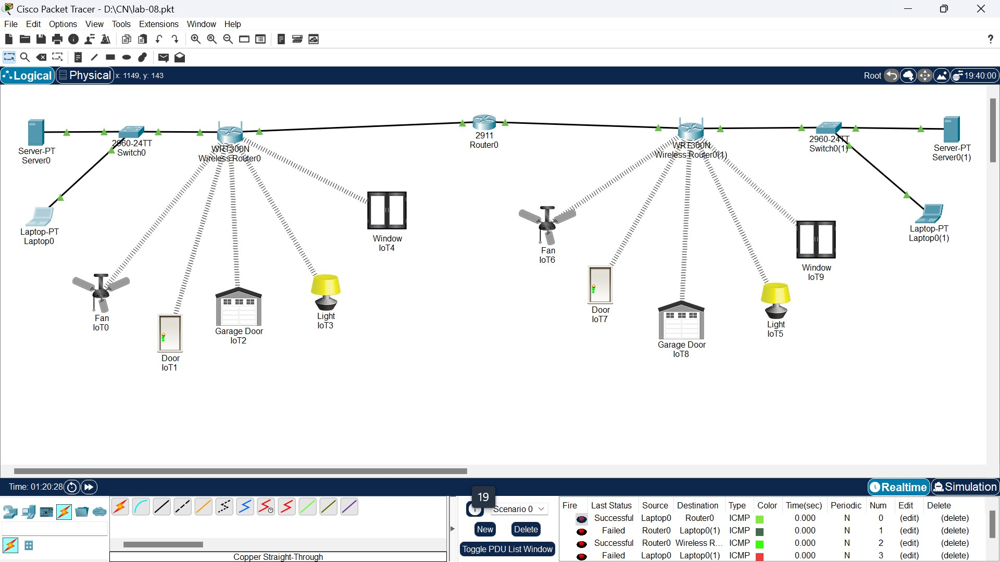 Cisco Packet Tracer - D:\CN\lab-08.pkt
File Edit Options View Tools Extensions Window Help
?
Logical Physical x: 1149, y: 143 Root 19:40:00
Server-PT
Server0
2960-24TT
Switch0
WRT300N
Wireless Router0
2911
Router0
WRT300N
Wireless Router0(1)
2960-24TT
Switch0(1)
Server-PT
Server0(1)
Laptop-PT
Laptop0
Window
IoT4
Fan
IoT6
Laptop-PT
Laptop0(1)
Window
IoT9
Fan
IoT0
Door
IoT1
Garage Door
IoT2
Light
IoT3
Door
IoT7
Garage Door
IoT8
Light
IoT5
Time: 01:20:28 Realtime Simulation
19
Scenario 0
New Delete
Toggle PDU List Window
Copper Straight-Through
Fire Last Status Source Destination Type Color Time(sec) Periodic Num Edit Delete
Successful Laptop0 Router0 ICMP 0.000 N 0 (edit) (delete)
Failed Router0 Laptop0(1) ICMP 0.000 N 1 (edit) (delete)
Successful Router0 Wireless R... ICMP 0.000 N 2 (edit) (delete)
Failed Laptop0 Laptop0(1) ICMP 0.000 N 3 (edit) (delete)